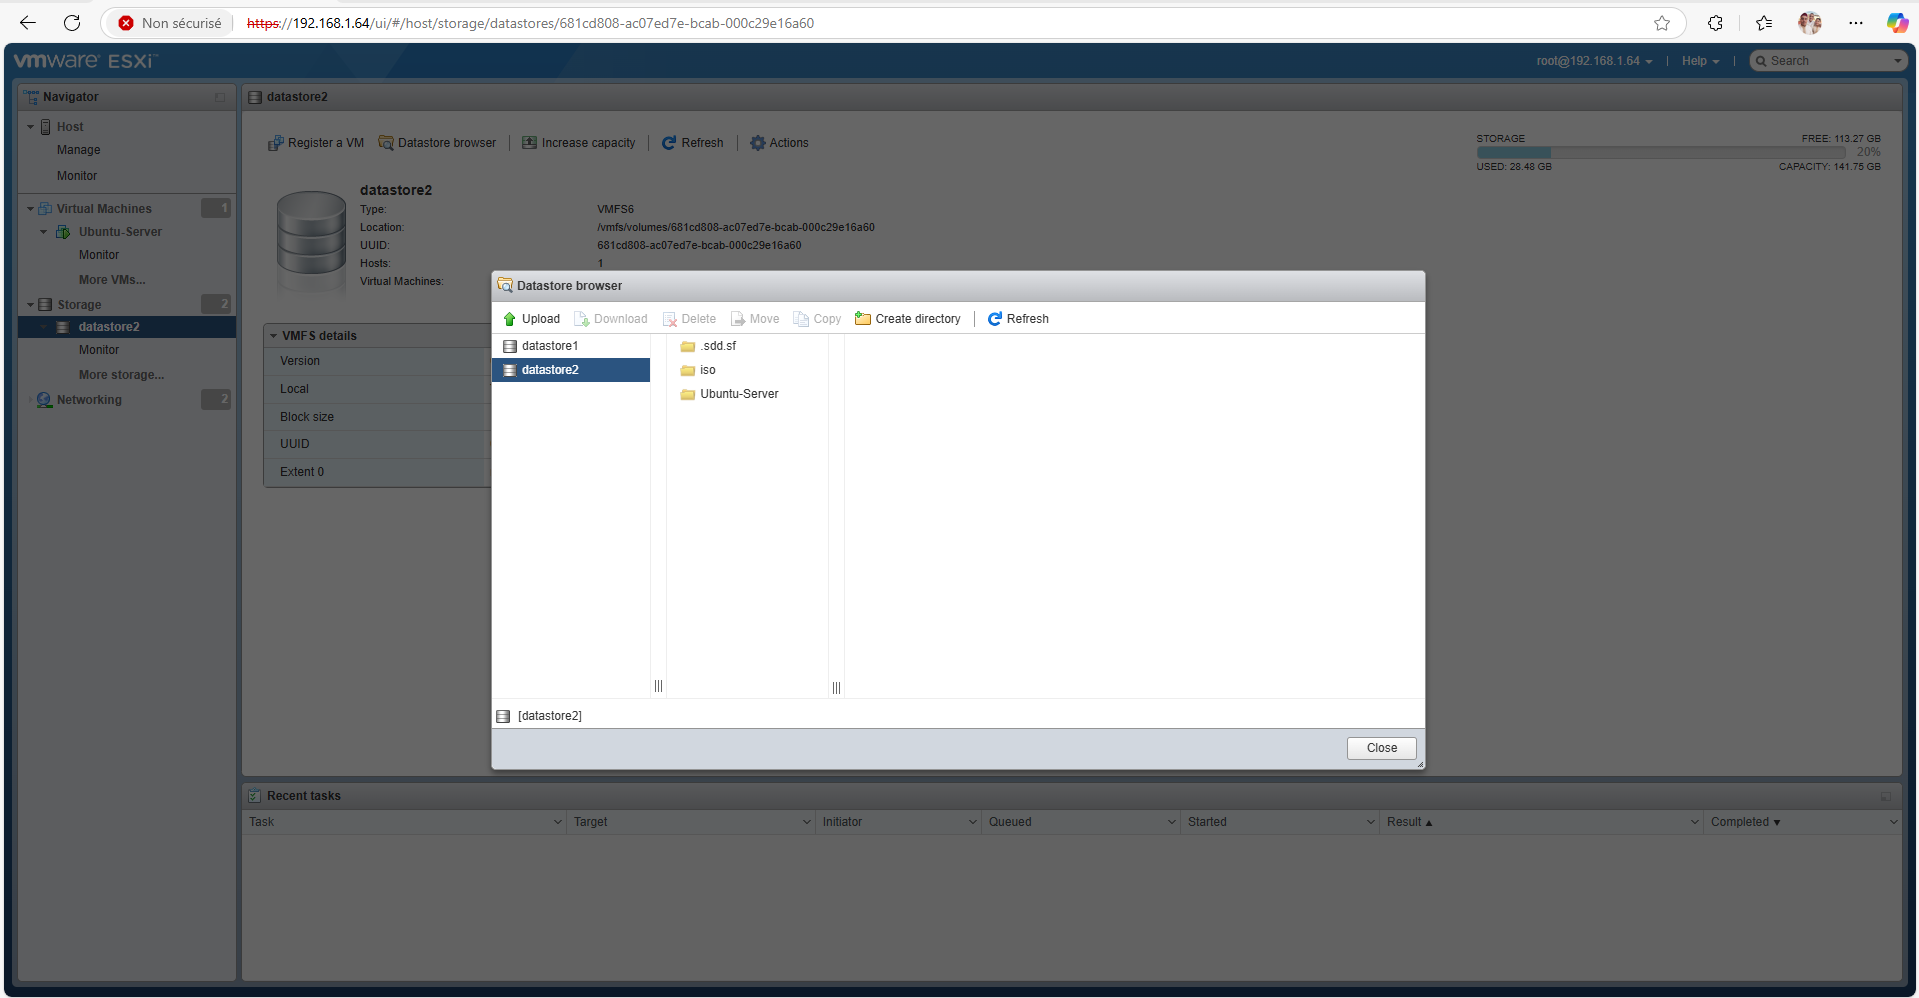 Non sécurisé https://192.168.1.64/ui/#/host/storage/datastores/681cd808-ac07ed7e-bcab-000c29e16a60
vmware ESXi™
root@192.168.1.64 | Help | Search
Navigator
Host
Manage
Monitor
Virtual Machines 1
Ubuntu-Server
Monitor
More VMs...
Storage 2
datastore2
Monitor
More storage...
Networking 2
datastore2
Register a VM Datastore browser | Increase capacity | Refresh | Actions
STORAGE FREE: 113.27 GB
20%
USED: 28.48 GB CAPACITY: 141.75 GB
datastore2
Type: VMFS6
Location: /vmfs/volumes/681cd808-ac07ed7e-bcab-000c29e16a60
UUID: 681cd808-ac07ed7e-bcab-000c29e16a60
Hosts: 1
Virtual Machines:
VMFS details
Version
Local
Block size
UUID
Extent 0
Datastore browser
Upload Download Delete Move Copy Create directory | Refresh
datastore1
datastore2
.sdd.sf
iso
Ubuntu-Server
[datastore2]
Close
Recent tasks
Task Target Initiator Queued Started Result ▲ Completed ▼